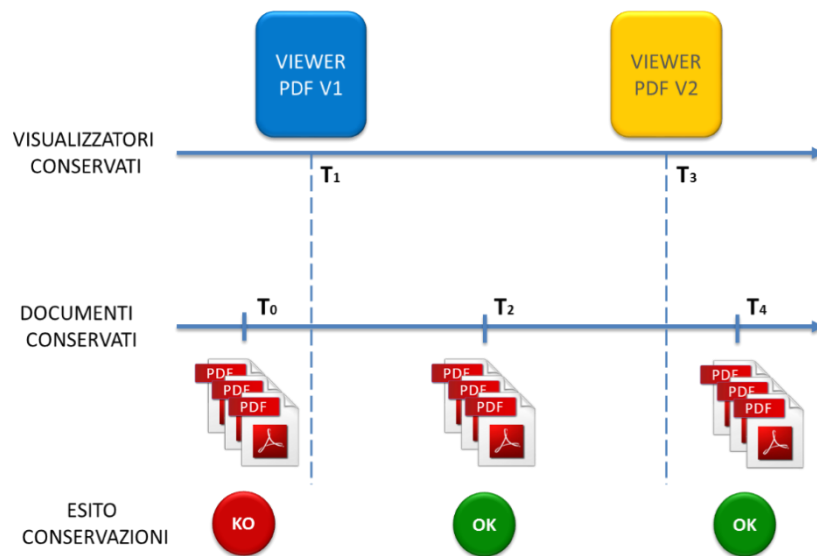 VIEWER
PDF V1
VIEWER
PDF V2
VISUALIZZATORI
CONSERVATI
T1
T3
DOCUMENTI
CONSERVATI
T0
T2
T4
PDF
PDF
PDF
PDF
PDF
PDF
PDF
PDF
PDF
ESITO
CONSERVAZIONI
KO
OK
OK